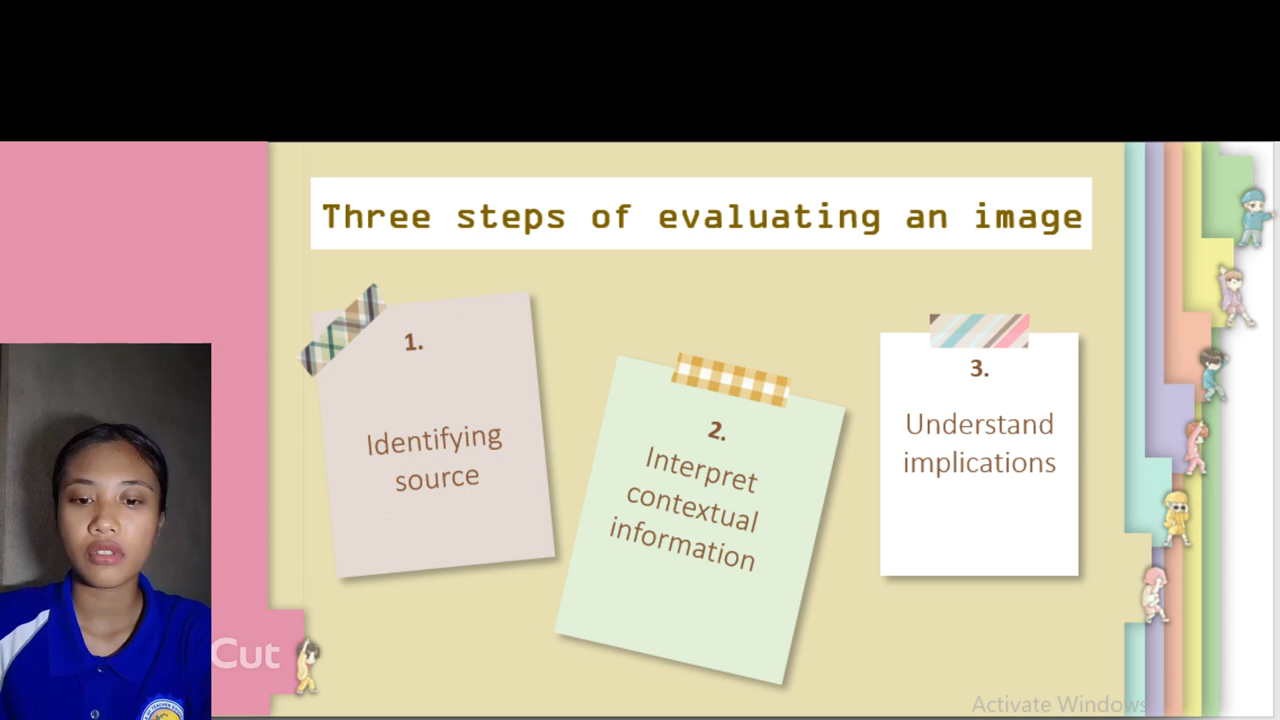 Three steps of evaluating an image
1.
Identifying
source
2.
Interpret
contextual
information
3.
Understand
implications
Cut
Activate Windows